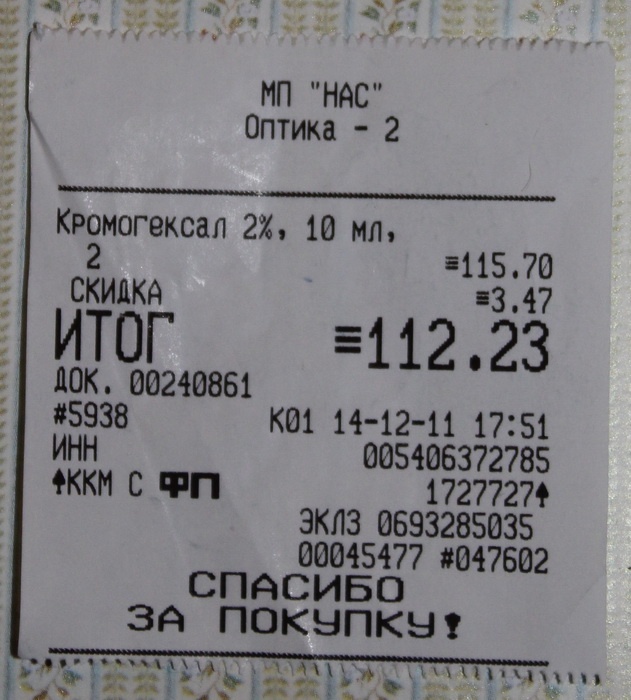 МП "НАС"
Оптика - 2
Кромогексал 2%, 10 мл,
2 ≡115.70
СКИДКА ≡3.47
ИТОГ ≡112.23
ДОК. 00240861
#5938 К01 14-12-11 17:51
ИНН 005406372785
↑ККМ С ФП 1727727↑
ЭКЛЗ 0693285035
00045477 #047602
СПАСИБО
ЗА ПОКУПКУ!